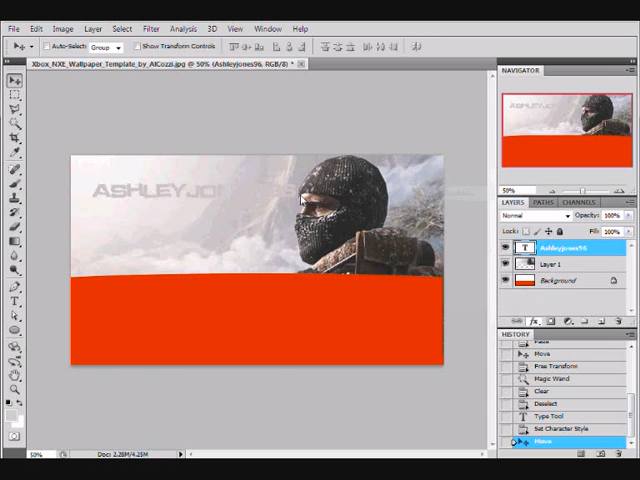 File Edit Image Layer Select Filter Analysis 3D View Window Help
Auto-Select: Group Show Transform Controls
Xbox_NXE_Wallpaper_Template_by_AlCozzi.jpg @ 50% (Ashleyjones96, RGB/8) *
NAVIGATOR
ASHLEYJO
50%
LAYERS PATHS CHANNELS
Normal Opacity: 100%
Lock: Fill: 100%
T Ashleyjones96
Layer 1
Background
fx
HISTORY
Paste
Move
Free Transform
Magic Wand
Clear
Deselect
Type Tool
Set Character Style
Move
50% Doc: 2.28M/4.25M